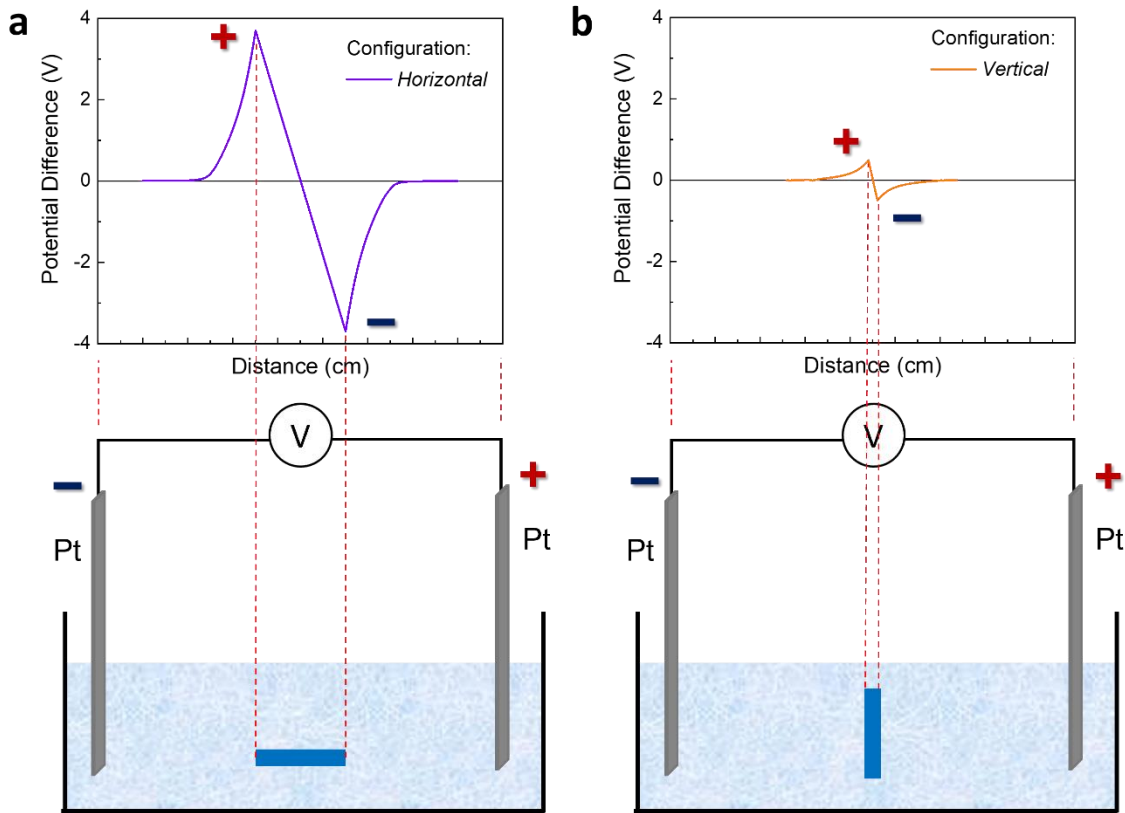 a
4
2
0
-2
-4
Potential Difference (V)
Configuration:
Horizontal
+
−
Distance (cm)
V
−
+
Pt
Pt
b
4
2
0
-2
-4
Potential Difference (V)
Configuration:
Vertical
+
−
Distance (cm)
V
−
+
Pt
Pt